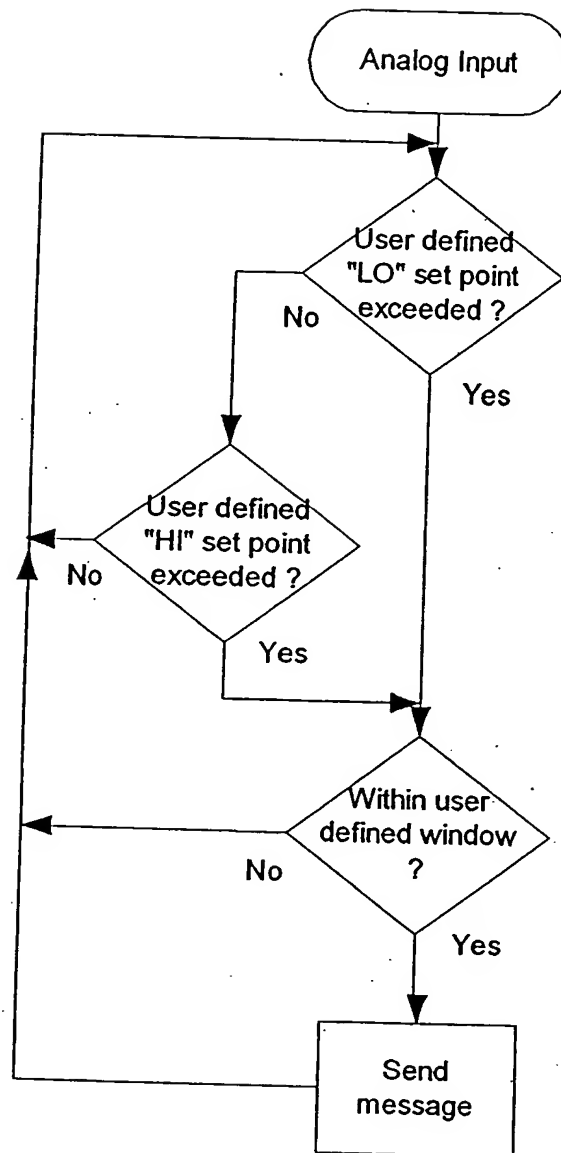 Analog Input
User defined
"LO" set point
exceeded ?
No
Yes
User defined
"HI" set point
exceeded ?
No
Yes
Within user
defined window
?
No
Yes
Send
message